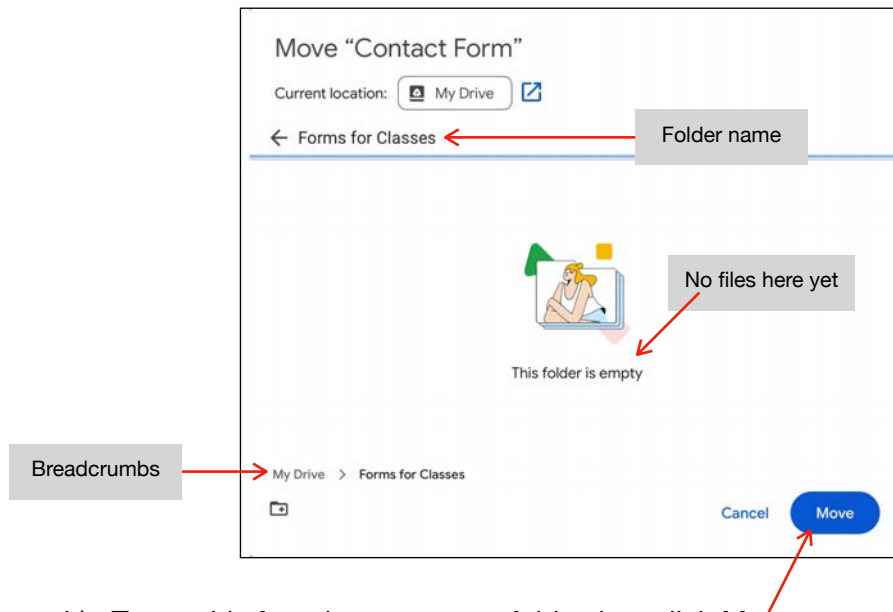 Move “Contact Form”
Current location: My Drive
Forms for Classes
Folder name
No files here yet
This folder is empty
Breadcrumbs
My Drive > Forms for Classes
Cancel Move